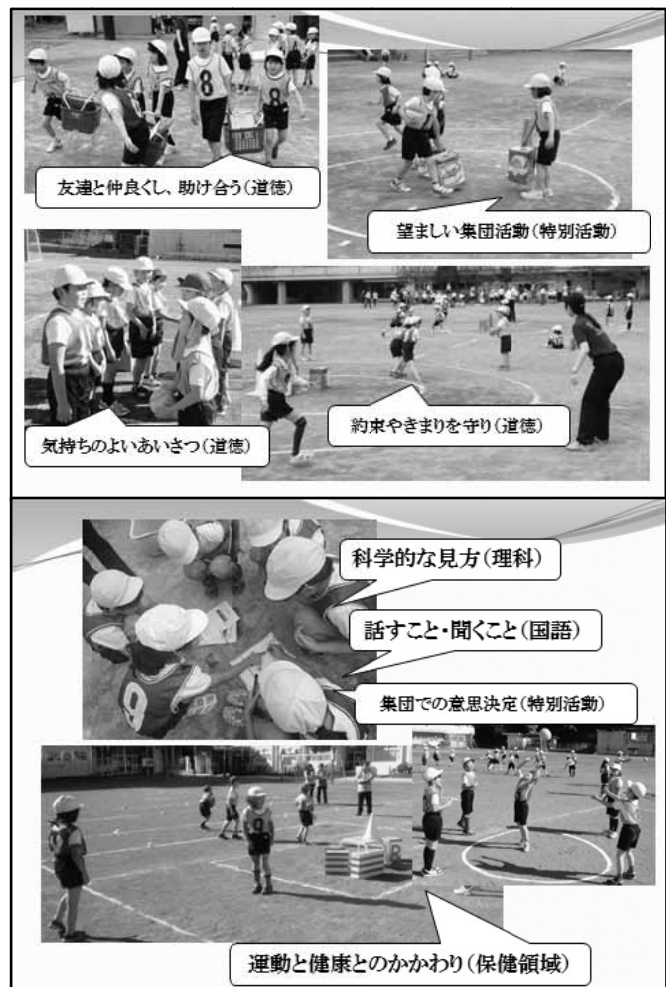 友達と仲良くし、助け合う（道徳）
望ましい集団活動（特別活動）
気持ちのよいあいさつ（道徳）
約束やきまりを守り（道徳）
科学的な見方（理科）
話すこと・聞くこと（国語）
集団での意思決定（特別活動）
運動と健康とのかかわり（保健領域）
8
8
9